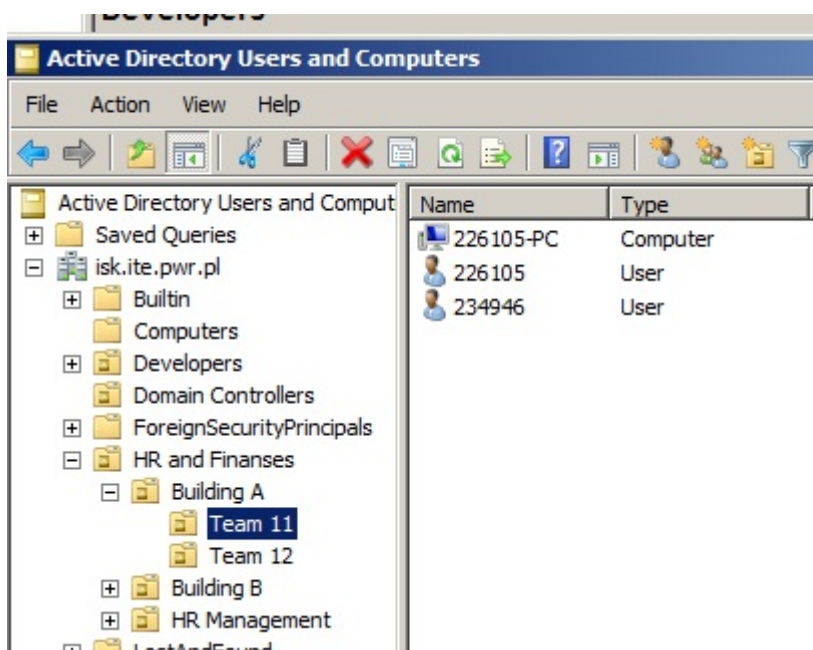 Developers
Active Directory Users and Computers
File Action View Help
Active Directory Users and Comput
Saved Queries
isk.ite.pwr.pl
Builtin
Computers
Developers
Domain Controllers
ForeignSecurityPrincipals
HR and Finanses
Building A
Team 11
Team 12
Building B
HR Management
LostAndFound
Name Type
226105-PC Computer
226105 User
234946 User